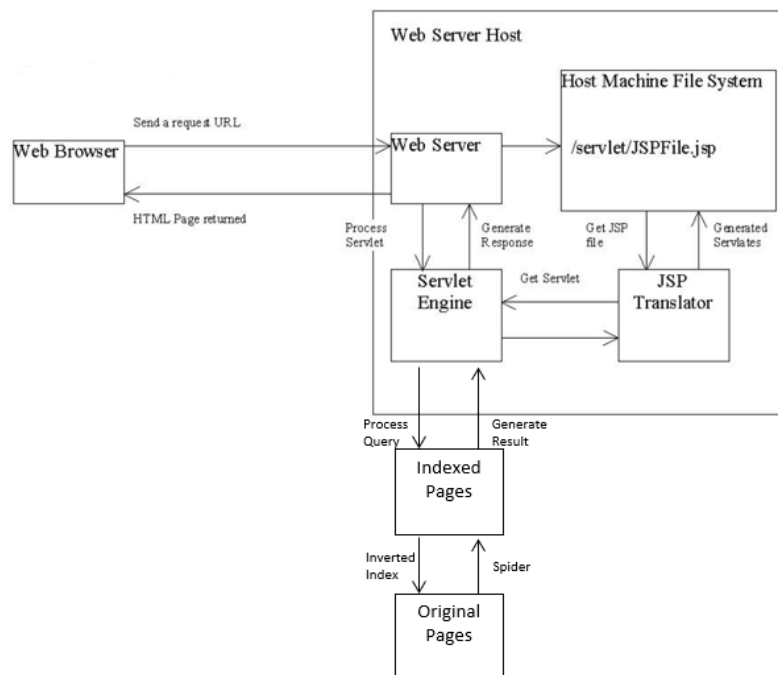 Web Server Host
Host Machine File System
Send a request URL
Web Browser
Web Server
/servlet/JSPFile.jsp
HTML Page returned
Process
Servlet
Generate
Response
Get JSP
file
Generated
Servlates
Servlet
Engine
Get Servlet
JSP
Translator
Process
Query
Generate
Result
Indexed
Pages
Inverted
Index
Spider
Original
Pages